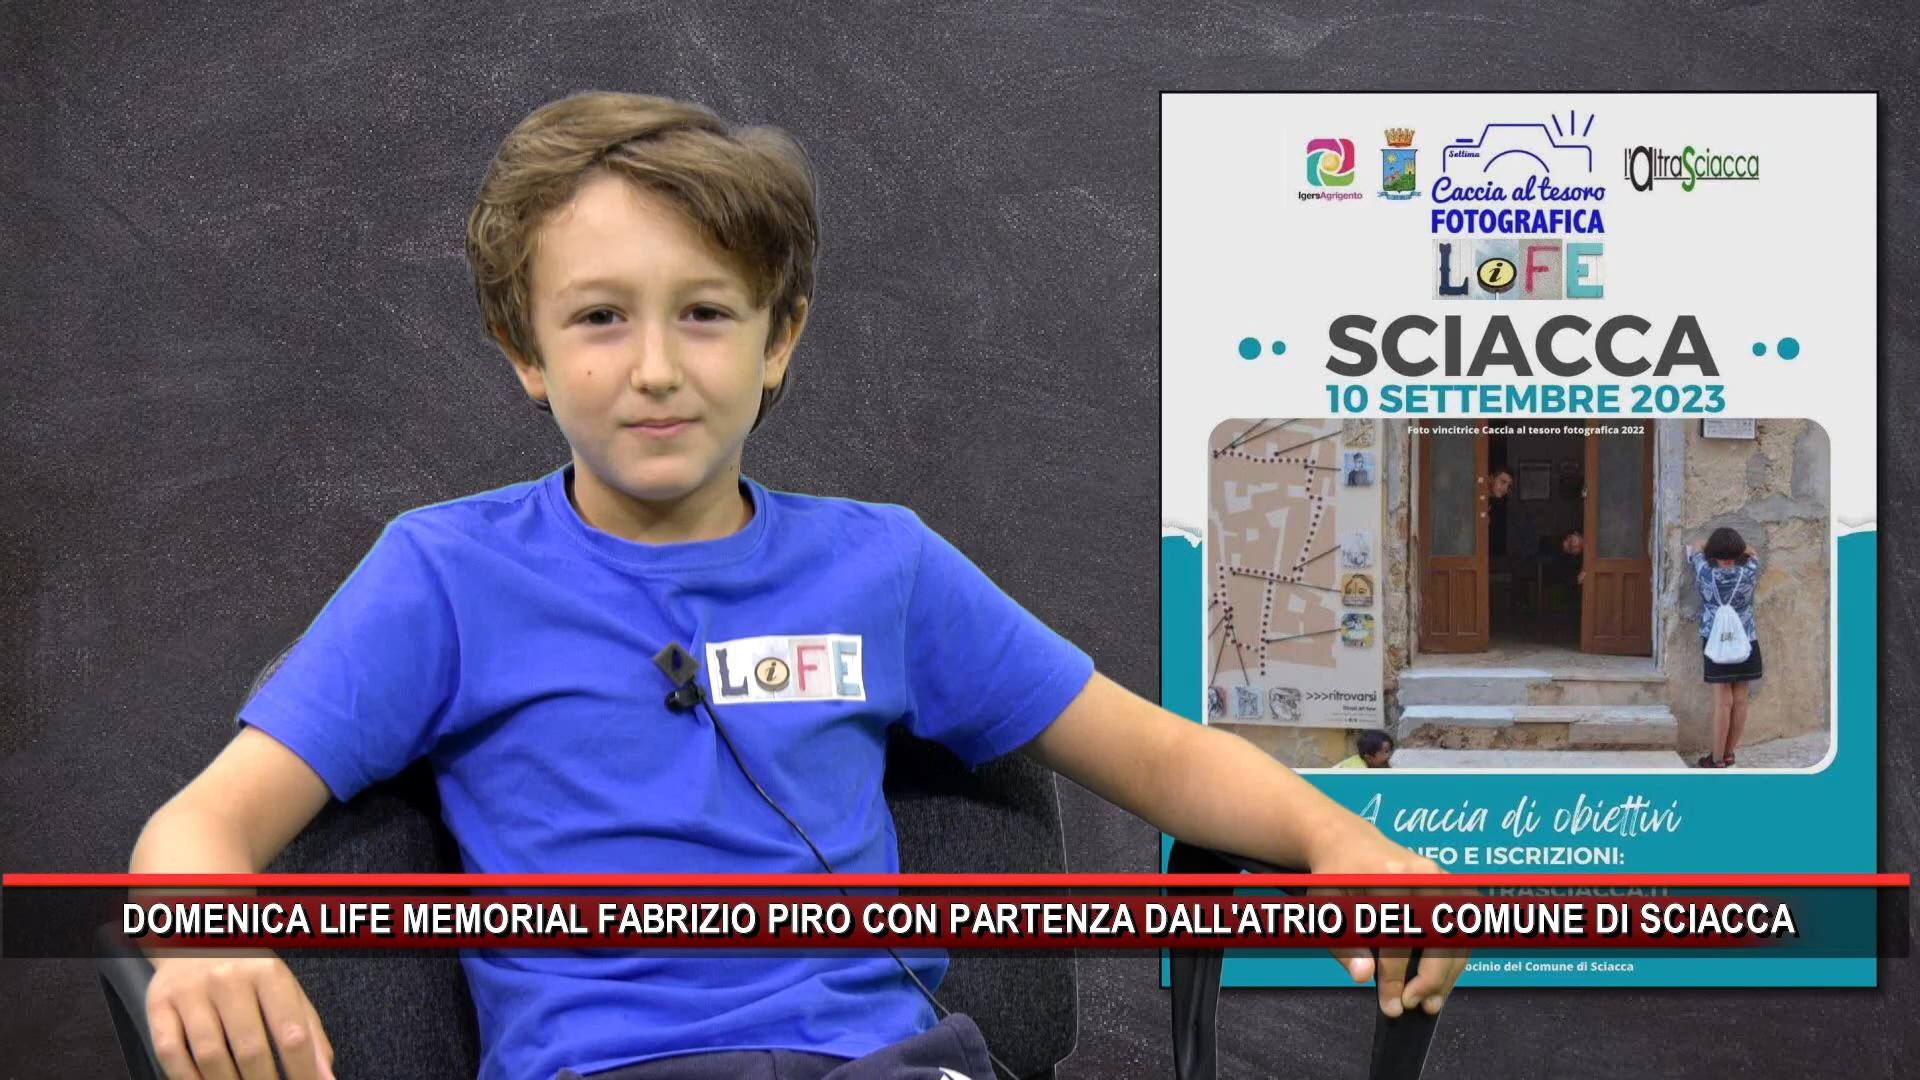 IgersAgrigento
Settima
Caccia al tesoro
FOTOGRAFICA
LiFE
l'altraSciacca
SCIACCA
10 SETTEMBRE 2023
Foto vincitrice Caccia al tesoro fotografica 2022
>>>ritrovarsi
A caccia di obiettivi
E ISCRIZIONI:
LiFE
DOMENICA LIFE MEMORIAL FABRIZIO PIRO CON PARTENZA DALL'ATRIO DEL COMUNE DI SCIACCA
del Comune di Sciacca